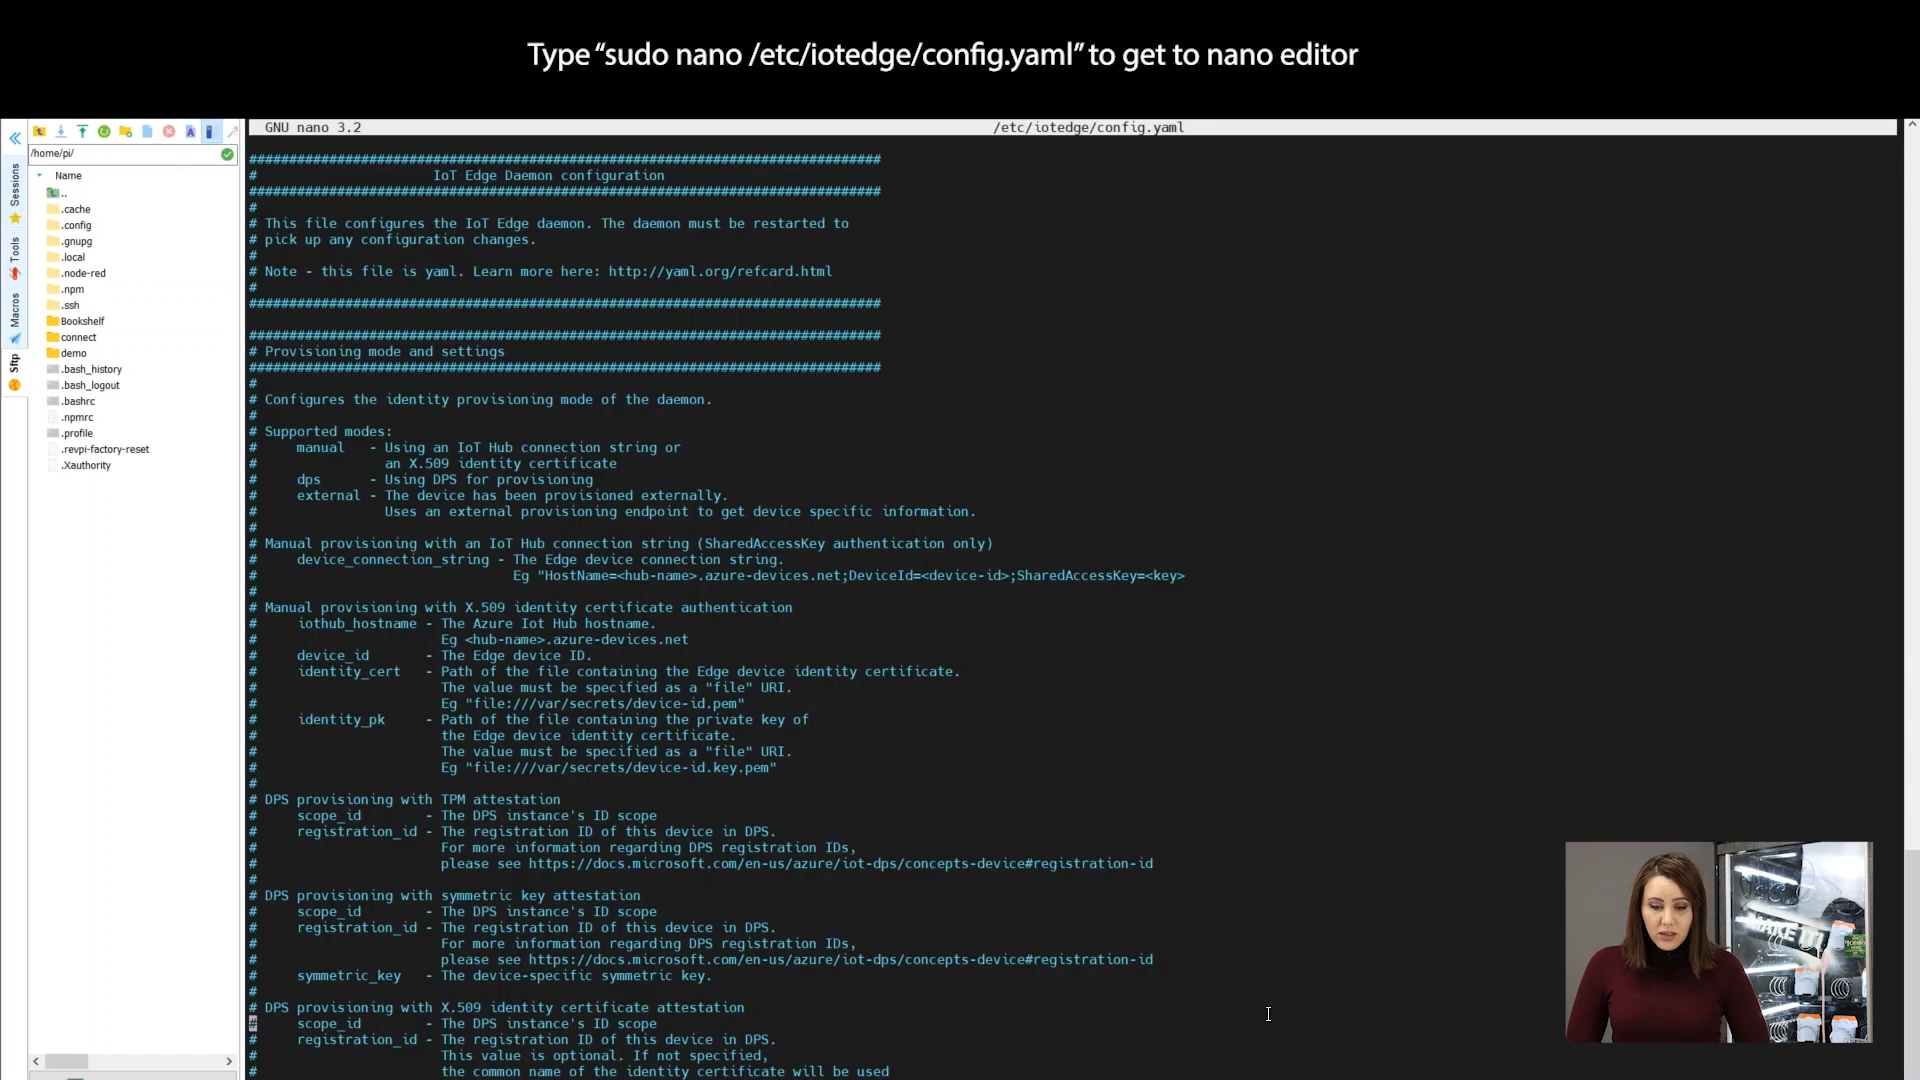 Type “sudo nano /etc/iotedge/config.yaml” to get to nano editor
/home/pi/
Name
..
.cache
.config
.gnupg
.local
.node-red
.npm
.ssh
Bookshelf
connect
demo
.bash_history
.bash_logout
.bashrc
.npmrc
.profile
.revpi-factory-reset
.Xauthority
Sessions
Tools
Macros
Sftp
GNU nano 3.2 /etc/iotedge/config.yaml
###############################################################################
# IoT Edge Daemon configuration
###############################################################################
#
# This file configures the IoT Edge daemon. The daemon must be restarted to
# pick up any configuration changes.
#
# Note - this file is yaml. Learn more here: http://yaml.org/refcard.html
#
###############################################################################
###############################################################################
# Provisioning mode and settings
###############################################################################
#
# Configures the identity provisioning mode of the daemon.
#
# Supported modes:
# manual - Using an IoT Hub connection string or
# an X.509 identity certificate
# dps - Using DPS for provisioning
# external - The device has been provisioned externally.
# Uses an external provisioning endpoint to get device specific information.
#
# Manual provisioning with an IoT Hub connection string (SharedAccessKey authentication only)
# device_connection_string - The Edge device connection string.
# Eg "HostName=<hub-name>.azure-devices.net;DeviceId=<device-id>;SharedAccessKey=<key>
#
# Manual provisioning with X.509 identity certificate authentication
# iothub_hostname - The Azure Iot Hub hostname.
# Eg <hub-name>.azure-devices.net
# device_id - The Edge device ID.
# identity_cert - Path of the file containing the Edge device identity certificate.
# The value must be specified as a "file" URI.
# Eg "file:///var/secrets/device-id.pem"
# identity_pk - Path of the file containing the private key of
# the Edge device identity certificate.
# The value must be specified as a "file" URI.
# Eg "file:///var/secrets/device-id.key.pem"
#
# DPS provisioning with TPM attestation
# scope_id - The DPS instance's ID scope
# registration_id - The registration ID of this device in DPS.
# For more information regarding DPS registration IDs,
# please see https://docs.microsoft.com/en-us/azure/iot-dps/concepts-device#registration-id
#
# DPS provisioning with symmetric key attestation
# scope_id - The DPS instance's ID scope
# registration_id - The registration ID of this device in DPS.
# For more information regarding DPS registration IDs,
# please see https://docs.microsoft.com/en-us/azure/iot-dps/concepts-device#registration-id
# symmetric_key - The device-specific symmetric key.
#
# DPS provisioning with X.509 identity certificate attestation
# scope_id - The DPS instance's ID scope
# registration_id - The registration ID of this device in DPS.
# This value is optional. If not specified,
# the common name of the identity certificate will be used
MAKE IT!